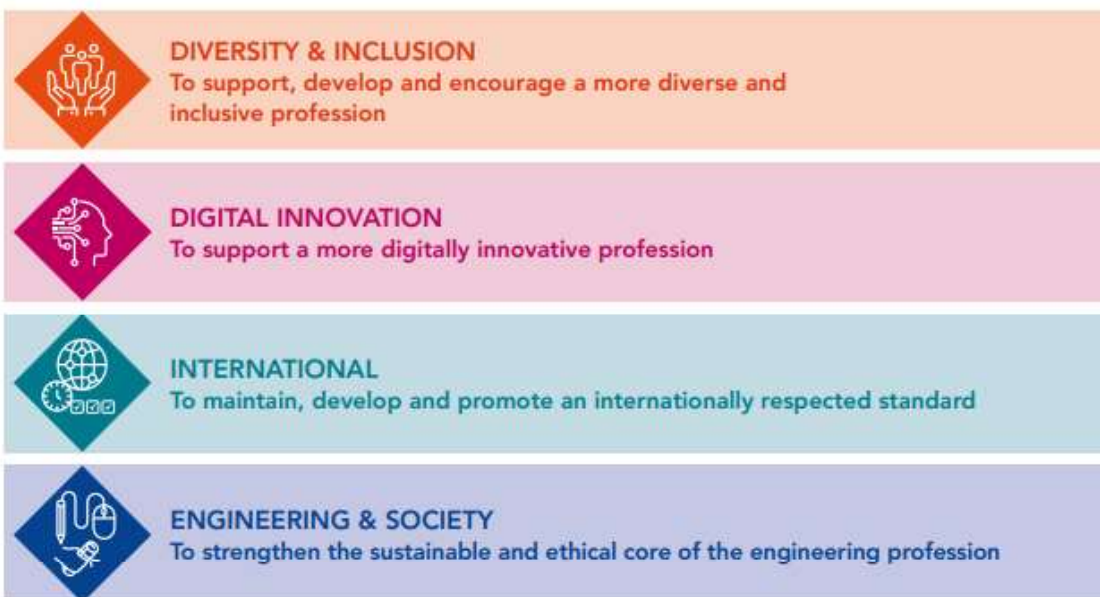 DIVERSITY & INCLUSION
To support, develop and encourage a more diverse and
inclusive profession
DIGITAL INNOVATION
To support a more digitally innovative profession
INTERNATIONAL
To maintain, develop and promote an internationally respected standard
ENGINEERING & SOCIETY
To strengthen the sustainable and ethical core of the engineering profession